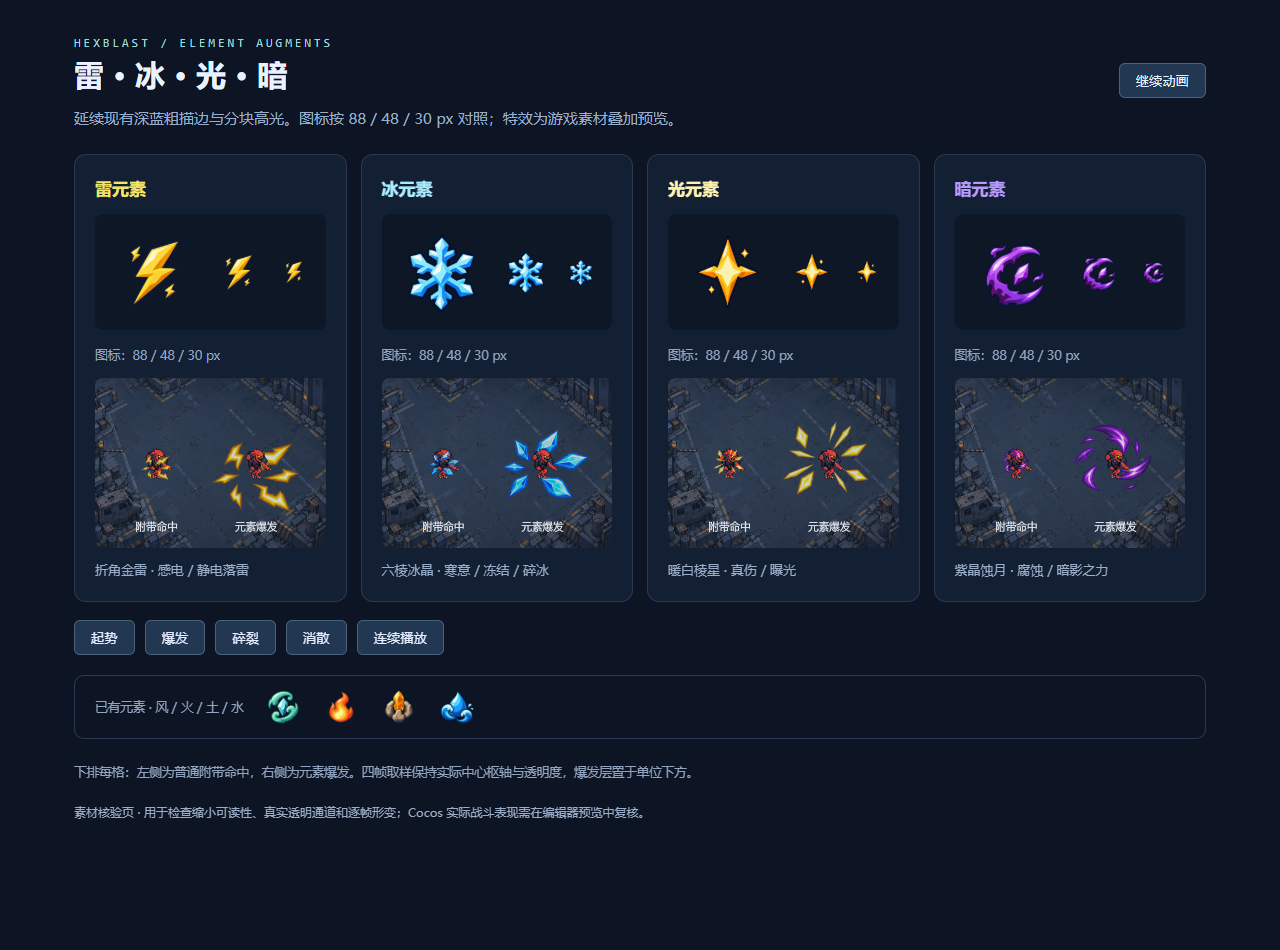 HEXBLAST / ELEMENT AUGMENTS
雷·冰·光·暗
继续动画
延续现有深蓝粗描边与分块高光。图标按 88 / 48 / 30 px 对照；特效为游戏素材叠加预览。
雷元素
冰元素
光元素
暗元素
图标：88 / 48 / 30 px
图标：88 / 48 / 30 px
图标：88 / 48 / 30 px
图标：88 / 48 / 30 px
附带命中
元素爆发
附带命中
元素爆发
附带命中
元素爆发
附带命中
元素爆发
折角金雷 · 感电 / 静电落雷
六棱冰晶 · 寒意 / 冻结 / 碎冰
暖白棱星 · 真伤 / 曝光
紫晶蚀月 · 腐蚀 / 暗影之力
起势
爆发
碎裂
消散
连续播放
已有元素 · 风 / 火 / 土 / 水
下排每格：左侧为普通附带命中，右侧为元素爆发。四帧取样保持实际中心枢轴与透明度，爆发层置于单位下方。
素材核验页 · 用于检查缩小可读性、真实透明通道和逐帧形变；Cocos 实际战斗表现需在编辑器预览中复核。